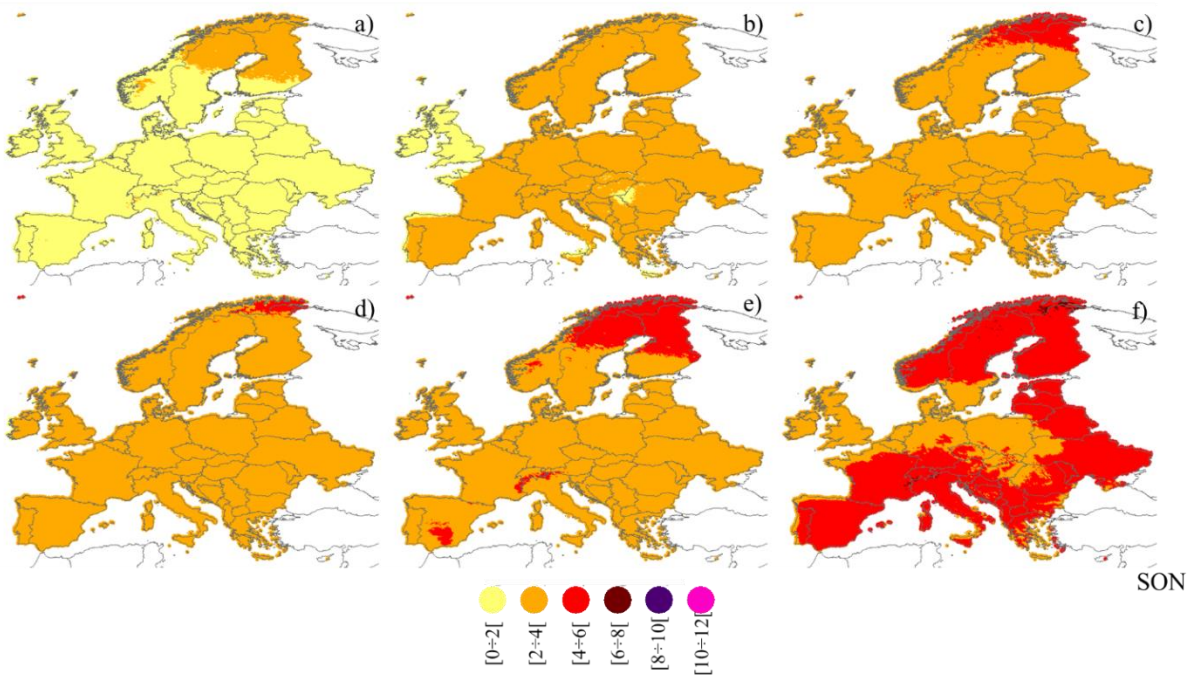 a)
b)
c)
d)
e)
f)
SON
[0÷2[
[2÷4[
[4÷6[
[6÷8[
[8÷10[
[10÷12[